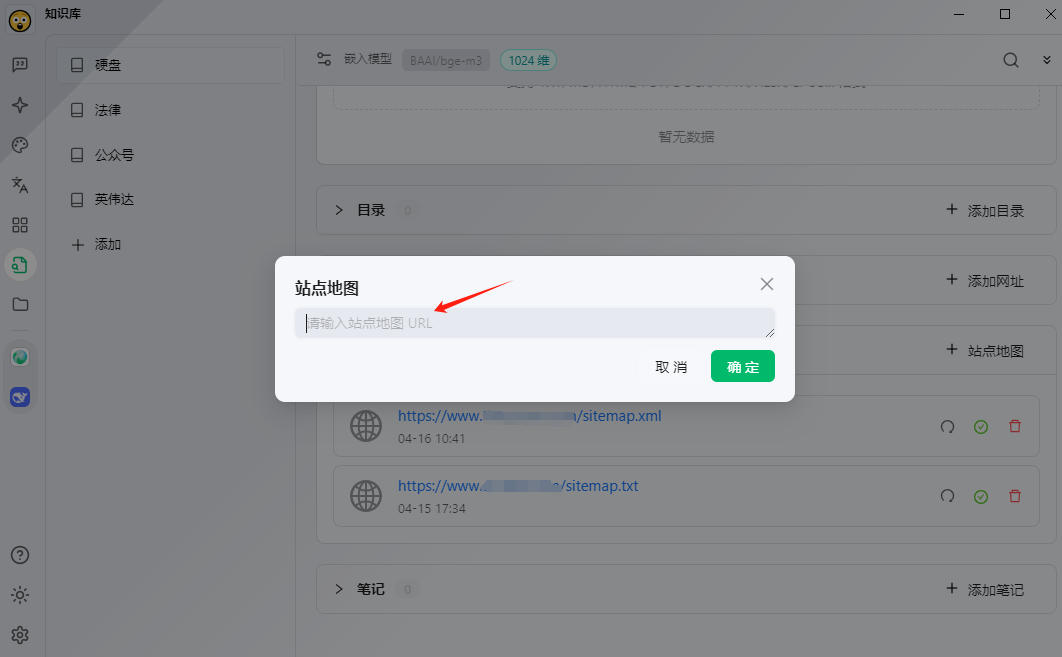 知识库
硬盘
法律
公众号
英伟达
添加
嵌入模型 BAAI/bge-m3 1024 维
暂无数据
目录 0 添加目录
添加网址
站点地图
站点地图
请输入站点地图 URL
取 消 确 定
https://www. /sitemap.xml
04-16 10:41
https://www. /sitemap.txt
04-15 17:34
笔记 0 添加笔记